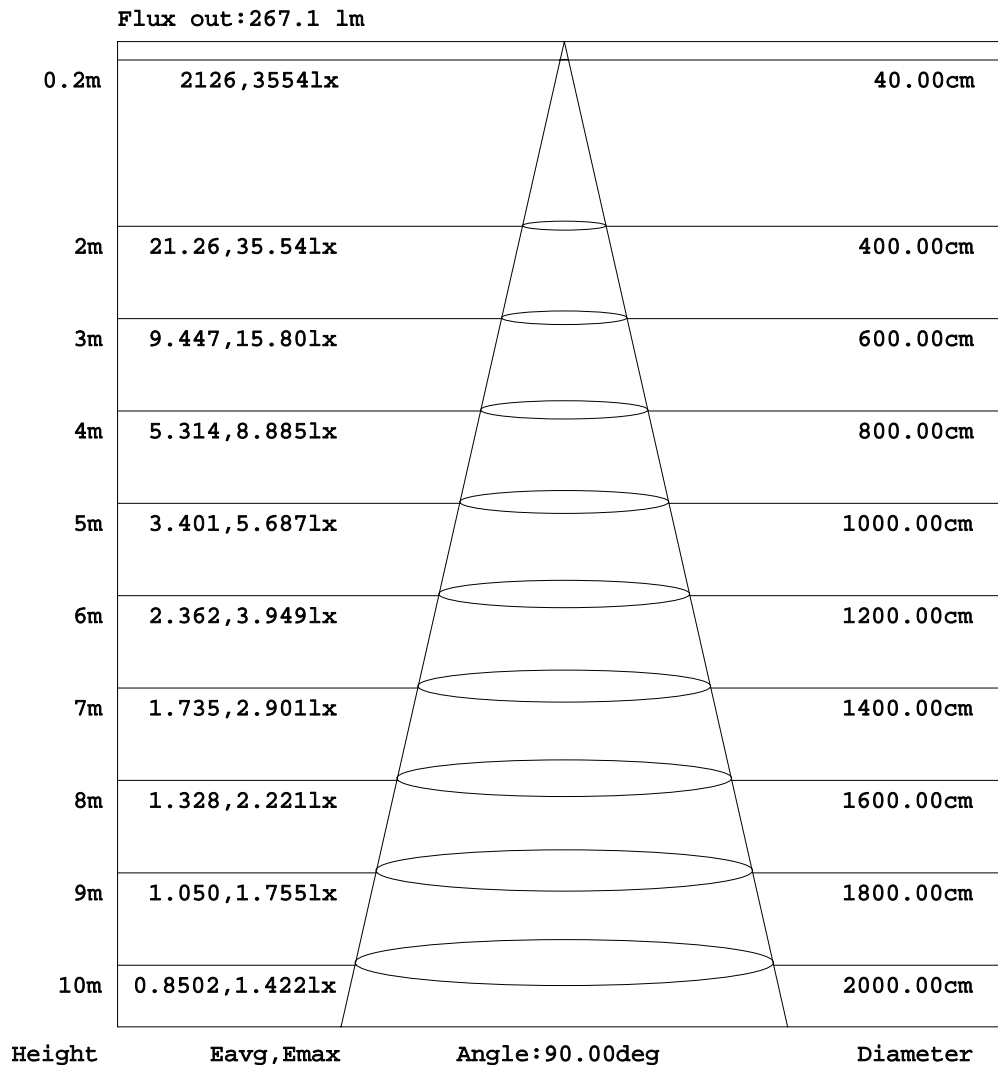 Flux out:267.1 lm
0.2m 2126,3554lx 40.00cm
2m 21.26,35.54lx 400.00cm
3m 9.447,15.80lx 600.00cm
4m 5.314,8.885lx 800.00cm
5m 3.401,5.687lx 1000.00cm
6m 2.362,3.949lx 1200.00cm
7m 1.735,2.901lx 1400.00cm
8m 1.328,2.221lx 1600.00cm
9m 1.050,1.755lx 1800.00cm
10m 0.8502,1.422lx 2000.00cm
Height Eavg,Emax Angle:90.00deg Diameter